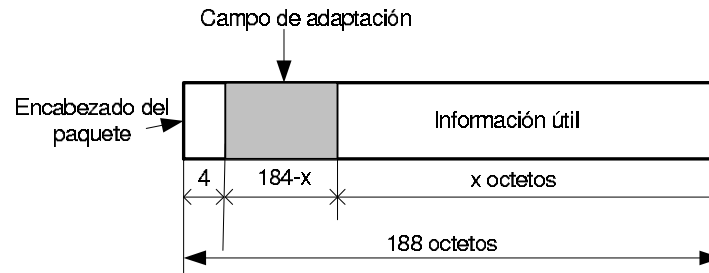 Campo de adaptación
Encabezado del
paquete
Información útil
4
184-x
x octetos
188 octetos